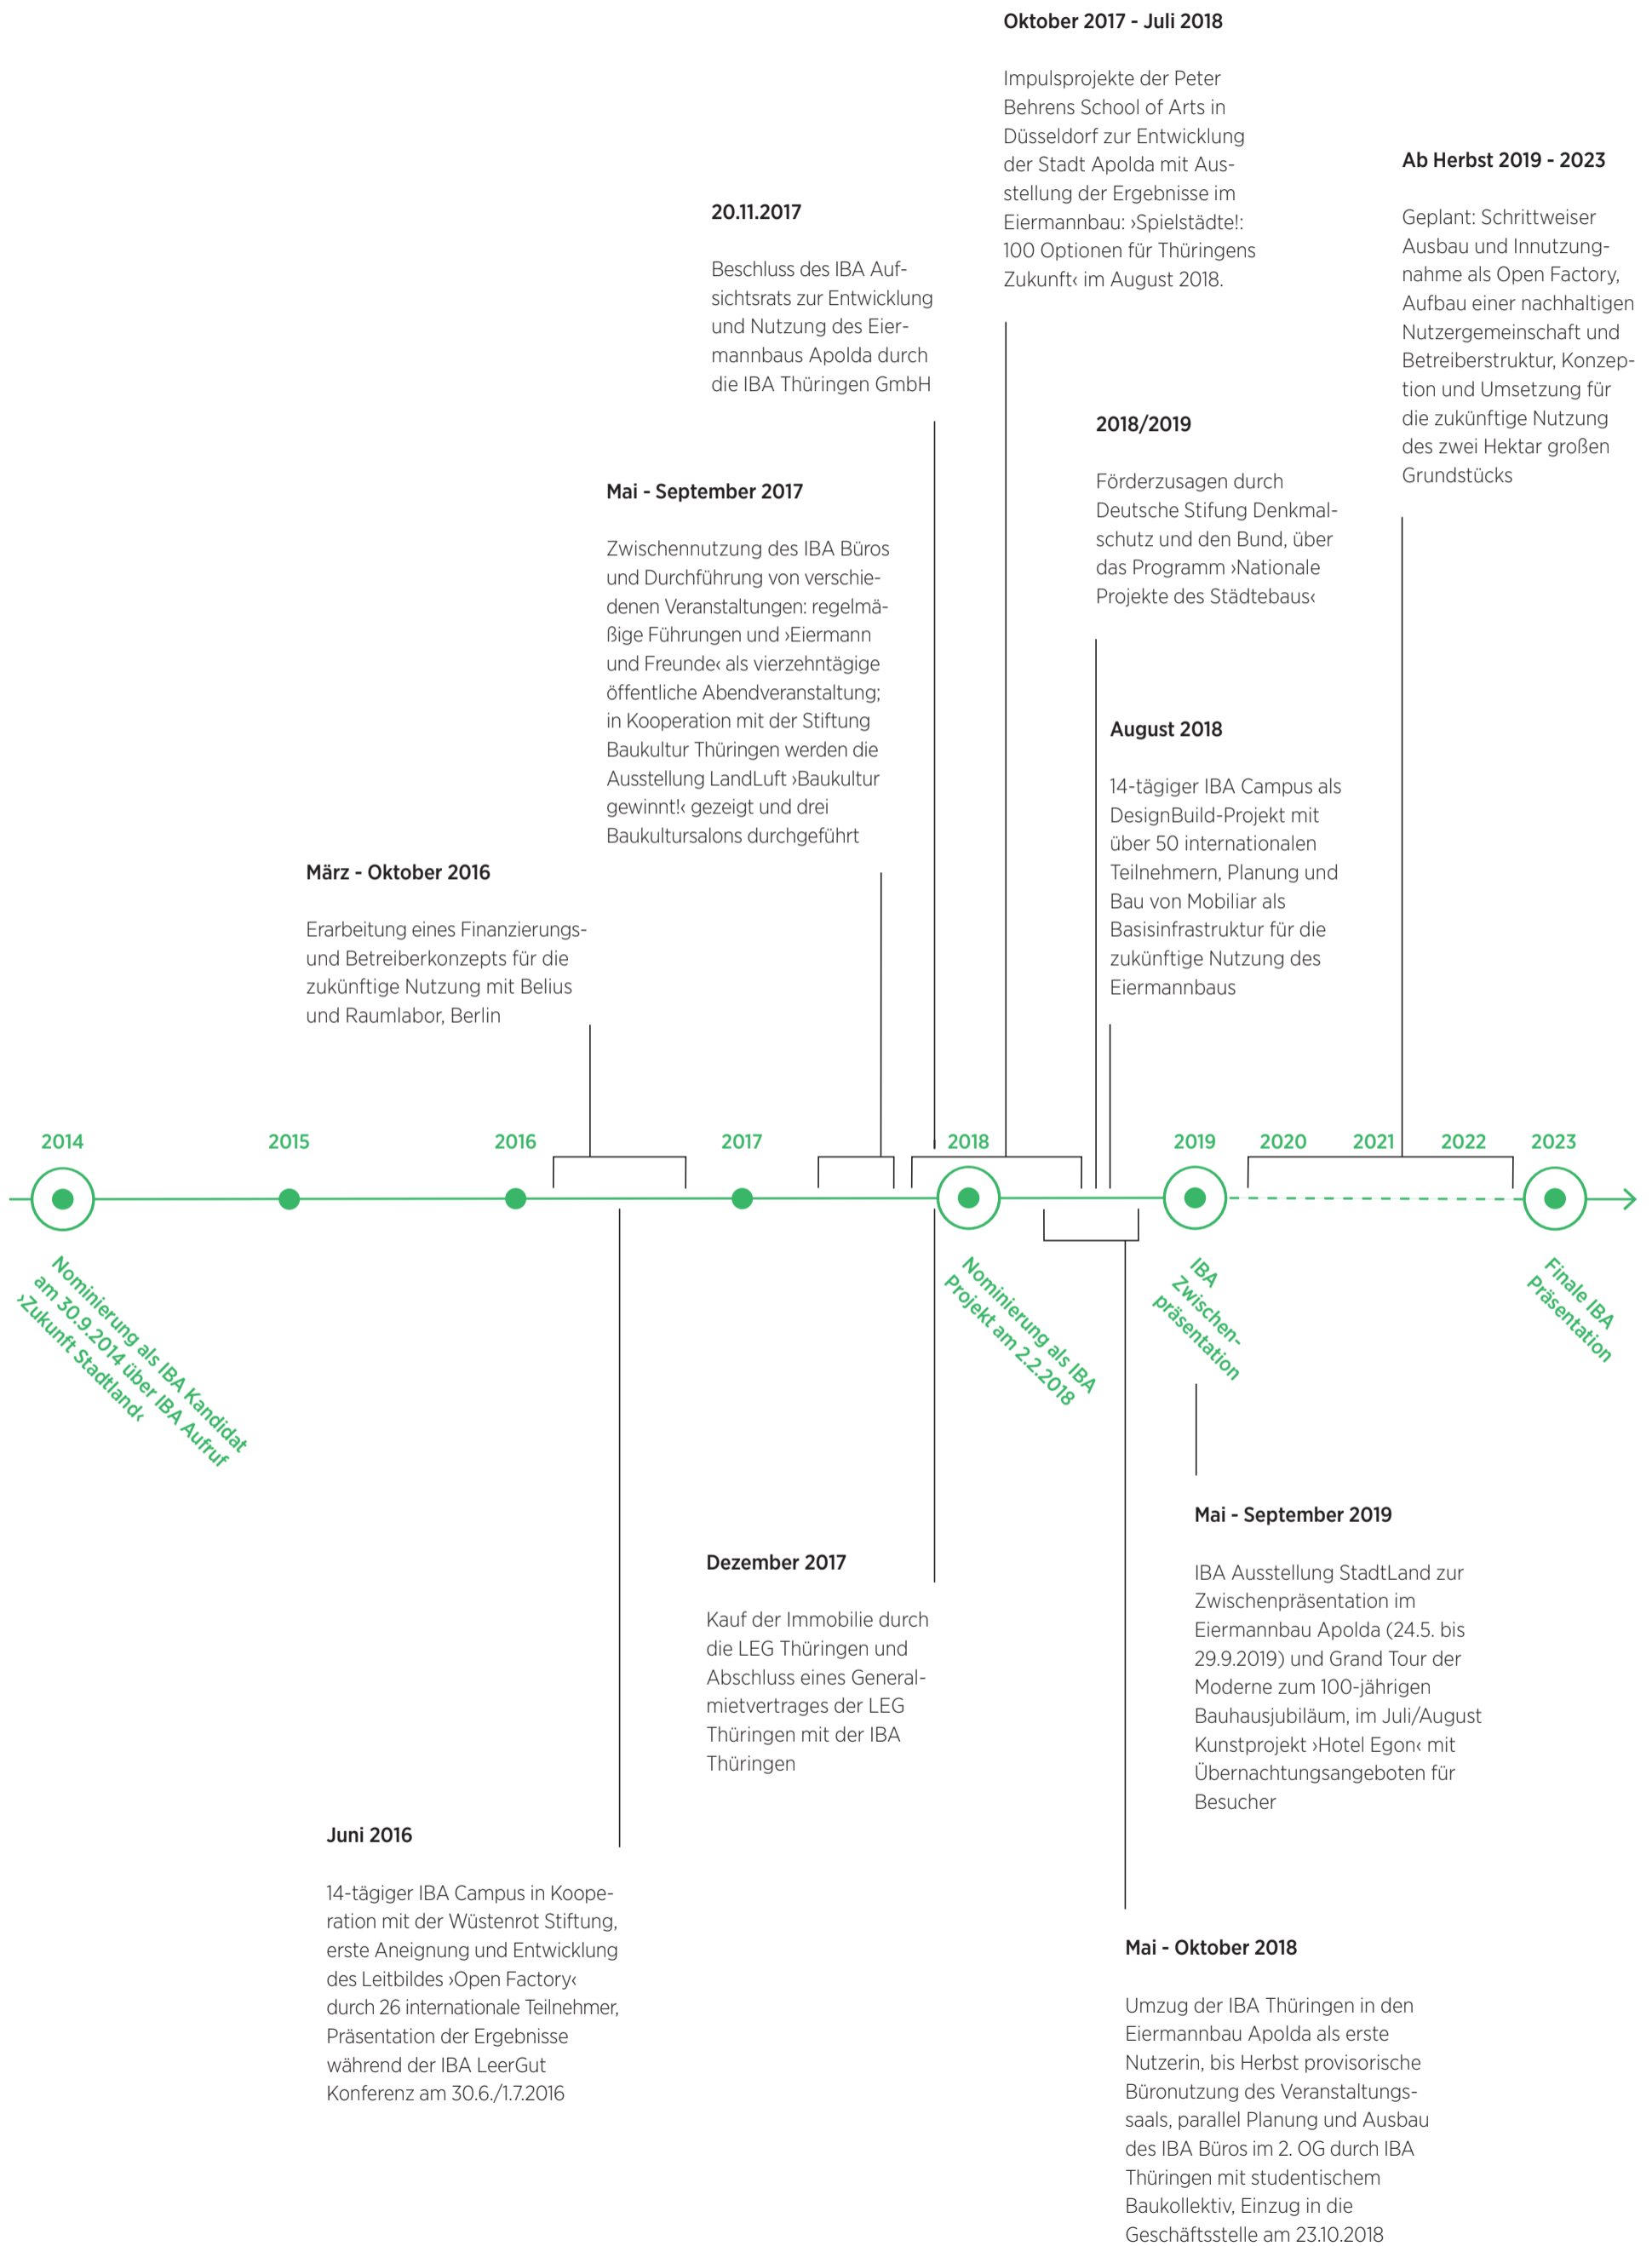 Oktober 2017 - Juli 2018
Impulsprojekte der Peter
Behrens School of Arts in
Düsseldorf zur Entwicklung
der Stadt Apolda mit Aus-
stellung der Ergebnisse im
Eiermannbau: ›Spielstädte!:
100 Optionen für Thüringens
Zukunft‹ im August 2018.
Ab Herbst 2019 - 2023
Geplant: Schrittweiser
Ausbau und Innutzung-
nahme als Open Factory,
Aufbau einer nachhaltigen
Nutzergemeinschaft und
Betreiberstruktur, Konzep-
tion und Umsetzung für
die zukünftige Nutzung
des zwei Hektar großen
Grundstücks
20.11.2017
Beschluss des IBA Auf-
sichtsrats zur Entwicklung
und Nutzung des Eier-
mannbaus Apolda durch
die IBA Thüringen GmbH
2018/2019
Förderzusagen durch
Deutsche Stifung Denkmal-
schutz und den Bund, über
das Programm ›Nationale
Projekte des Städtebaus‹
Mai - September 2017
Zwischennutzung des IBA Büros
und Durchführung von verschie-
denen Veranstaltungen: regelmä-
ßige Führungen und ›Eiermann
und Freunde‹ als vierzehntägige
öffentliche Abendveranstaltung;
in Kooperation mit der Stiftung
Baukultur Thüringen werden die
Ausstellung LandLuft ›Baukultur
gewinnt!‹ gezeigt und drei
Baukultursalons durchgeführt
August 2018
14-tägiger IBA Campus als
DesignBuild-Projekt mit
über 50 internationalen
Teilnehmern, Planung und
Bau von Mobiliar als
Basisinfrastruktur für die
zukünftige Nutzung des
Eiermannbaus
März - Oktober 2016
Erarbeitung eines Finanzierungs-
und Betreiberkonzepts für die
zukünftige Nutzung mit Belius
und Raumlabor, Berlin
2014 2015 2016 2017 2018 2019 2020 2021 2022 2023
Nominierung als IBA Kandidat
am 30.9.2014 über IBA Aufruf
›Zukunft Stadtland‹
Nominierung als IBA
Projekt am 2.2.2018
IBA
Zwischen-
präsentation
Finale IBA
Präsentation
Mai - September 2019
IBA Ausstellung StadtLand zur
Zwischenpräsentation im
Eiermannbau Apolda (24.5. bis
29.9.2019) und Grand Tour der
Moderne zum 100-jährigen
Bauhausjubiläum, im Juli/August
Kunstprojekt ›Hotel Egon‹ mit
Übernachtungsangeboten für
Besucher
Dezember 2017
Kauf der Immobilie durch
die LEG Thüringen und
Abschluss eines General-
mietvertrages der LEG
Thüringen mit der IBA
Thüringen
Juni 2016
14-tägiger IBA Campus in Koope-
ration mit der Wüstenrot Stiftung,
erste Aneignung und Entwicklung
des Leitbildes ›Open Factory‹
durch 26 internationale Teilnehmer,
Präsentation der Ergebnisse
während der IBA LeerGut
Konferenz am 30.6./1.7.2016
Mai - Oktober 2018
Umzug der IBA Thüringen in den
Eiermannbau Apolda als erste
Nutzerin, bis Herbst provisorische
Büronutzung des Veranstaltungs-
saals, parallel Planung und Ausbau
des IBA Büros im 2. OG durch IBA
Thüringen mit studentischem
Baukollektiv, Einzug in die
Geschäftsstelle am 23.10.2018